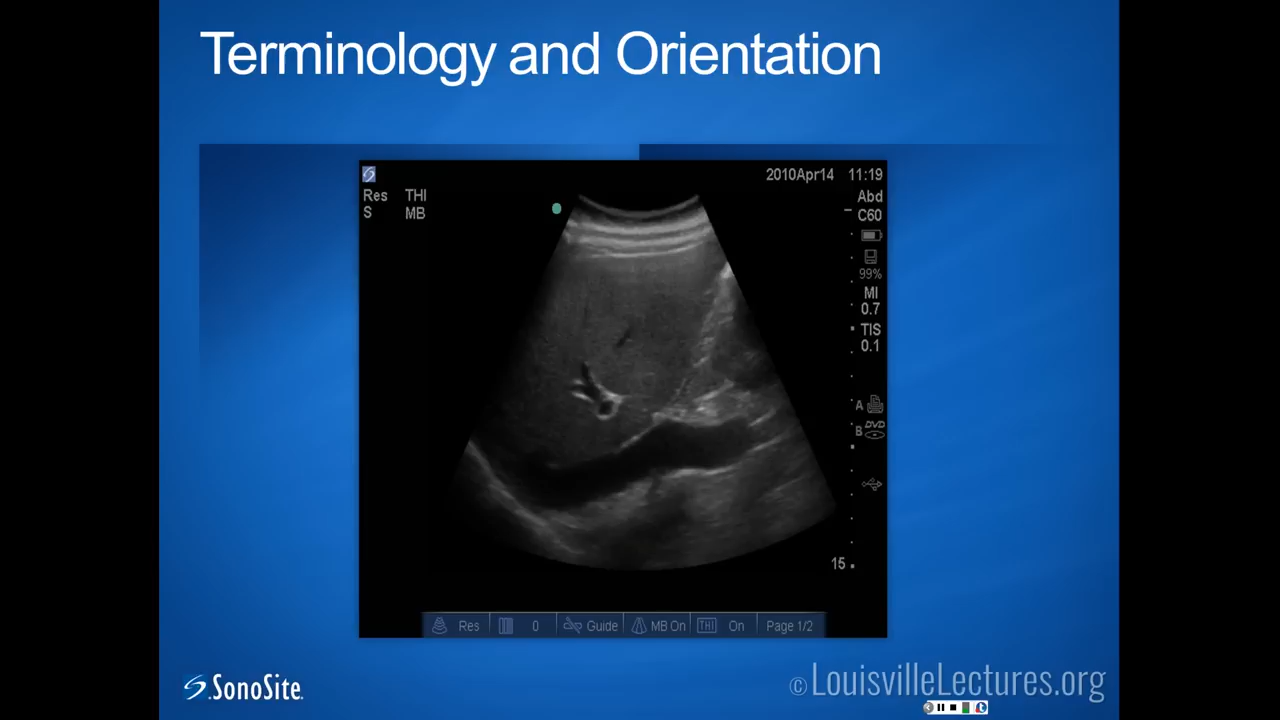 Terminology and Orientation
2010Apr14 11:19
Res THI
S MB
Abd
C60
99%
MI
0.7
TIS
0.1
A
B DVD
15
Res 0 Guide MB On THI On Page 1/2
SonoSite
© LouisvilleLectures.org